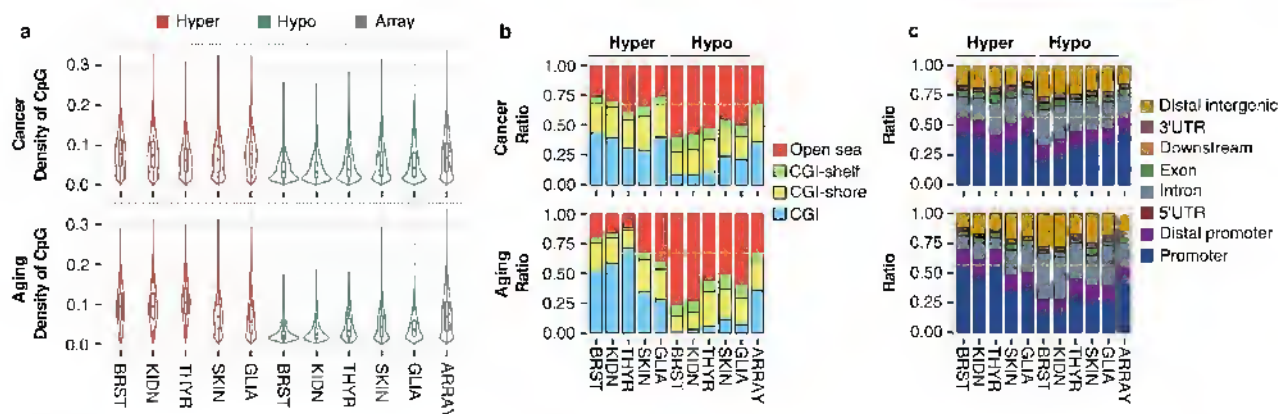 Hyper
Hypo
Array
a
Cancer
Density of CpG
0.3
0.2
0.1
0.0
Aging
Density of CpG
0.3
0.2
0.1
0.0
BRST
KIDN
THYR
SKIN
GLIA
BRST
KIDN
THYR
SKIN
GLIA
ARRAY
b
Hyper
Hypo
Cancer
Ratio
1.00
0.75
0.50
0.25
0.00
Aging
Ratio
1.00
0.75
0.50
0.25
0.00
BRST
KIDN
THYR
SKIN
GLIA
BRST
KIDN
THYR
SKIN
GLIA
ARRAY
Open sea
CGI-shelf
CGI-shore
CGI
c
Hyper
Hypo
Ratio
1.00
0.75
0.50
0.25
0.00
Ratio
1.00
0.75
0.50
0.25
0.00
BRST
KIDN
THYR
SKIN
GLIA
BRST
KIDN
THYR
SKIN
GLIA
ARRAY
Distal intergenic
3'UTR
Downstream
Exon
Intron
5'UTR
Distal promoter
Promoter